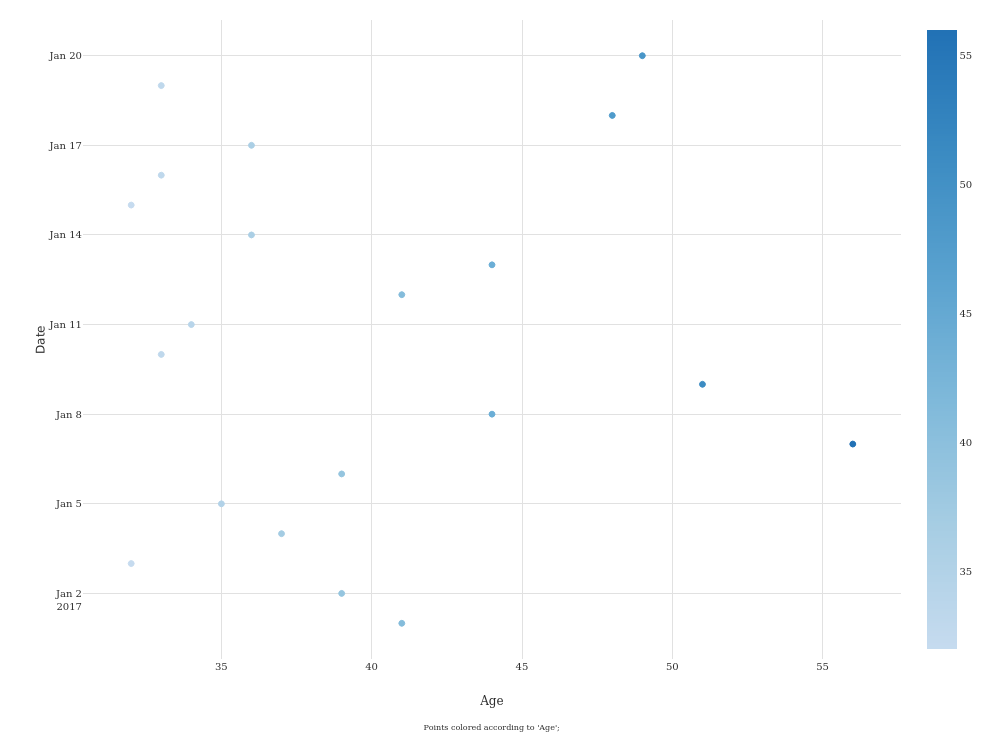 Jan 20
Jan 17
Jan 14
Jan 11
Jan 8
Jan 5
Jan 2
2017
Date
35
40
45
50
55
Age
Points colored according to 'Age';
55
50
45
40
35